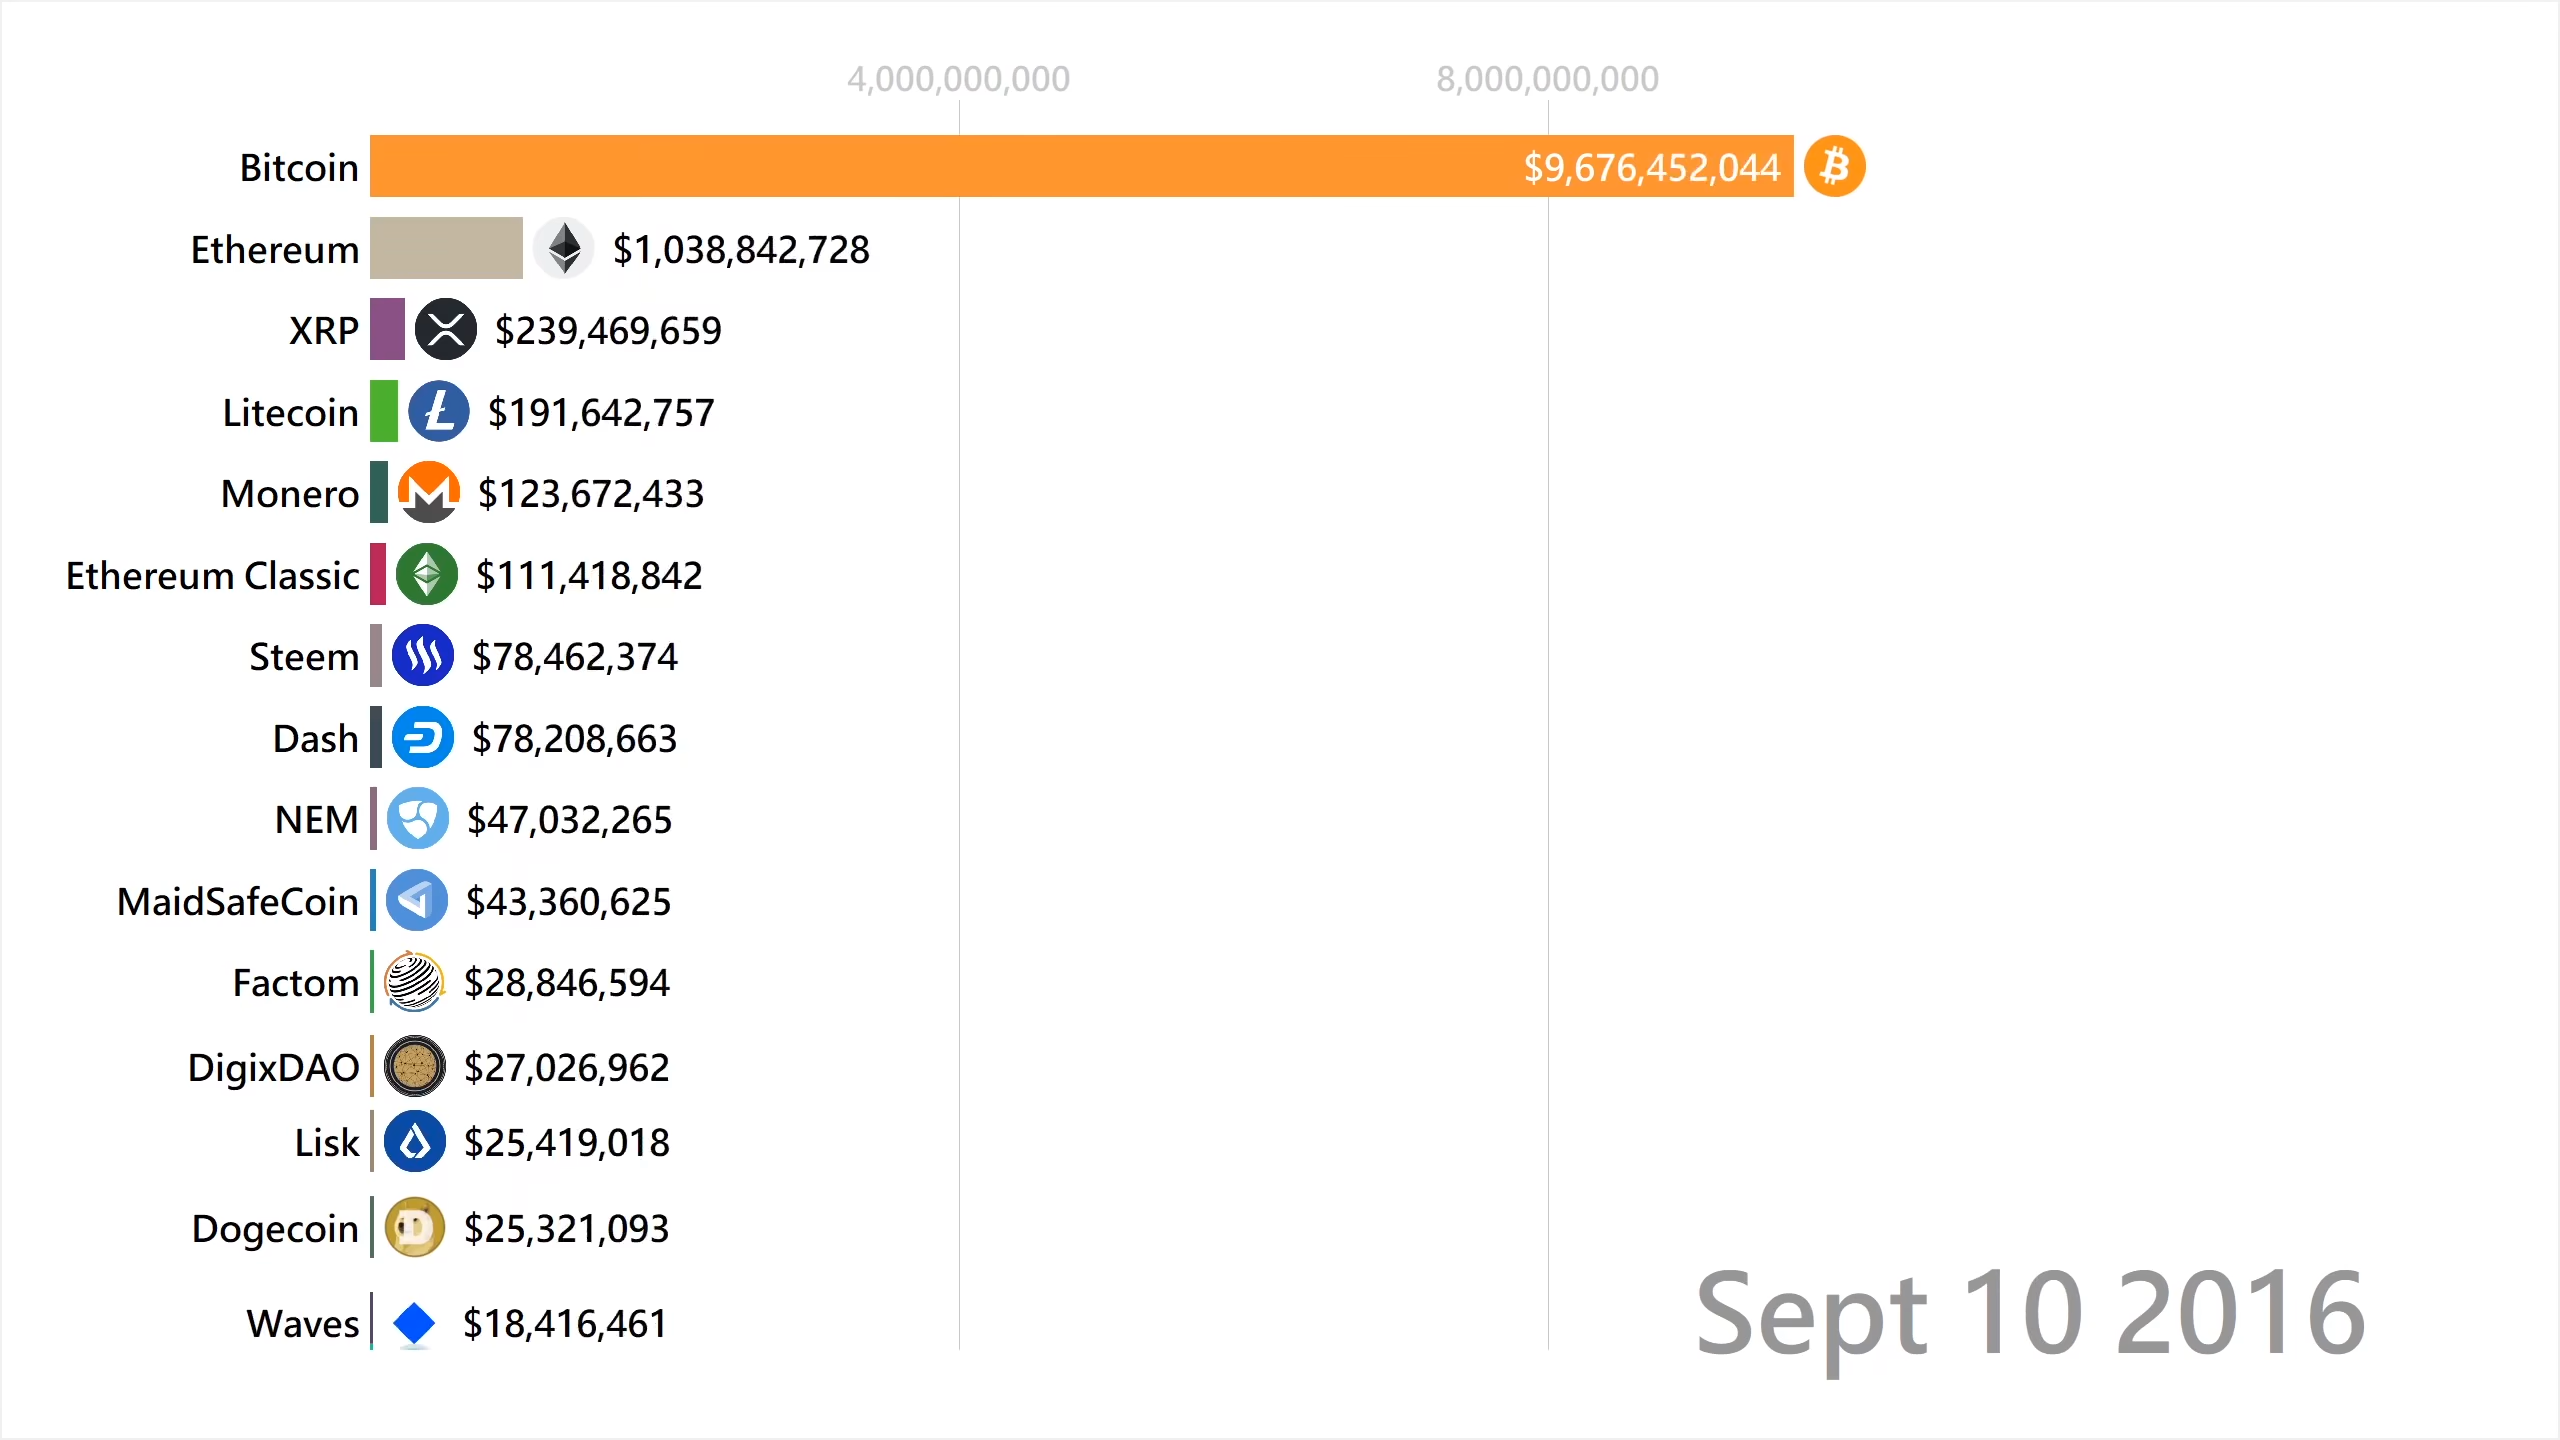 4,000,000,000 8,000,000,000
Bitcoin $9,676,452,044
Ethereum $1,038,842,728
XRP $239,469,659
Litecoin $191,642,757
Monero $123,672,433
Ethereum Classic $111,418,842
Steem $78,462,374
Dash $78,208,663
NEM $47,032,265
MaidSafeCoin $43,360,625
Factom $28,846,594
DigixDAO $27,026,962
Lisk $25,419,018
Dogecoin $25,321,093
Waves $18,416,461
Sept 10 2016